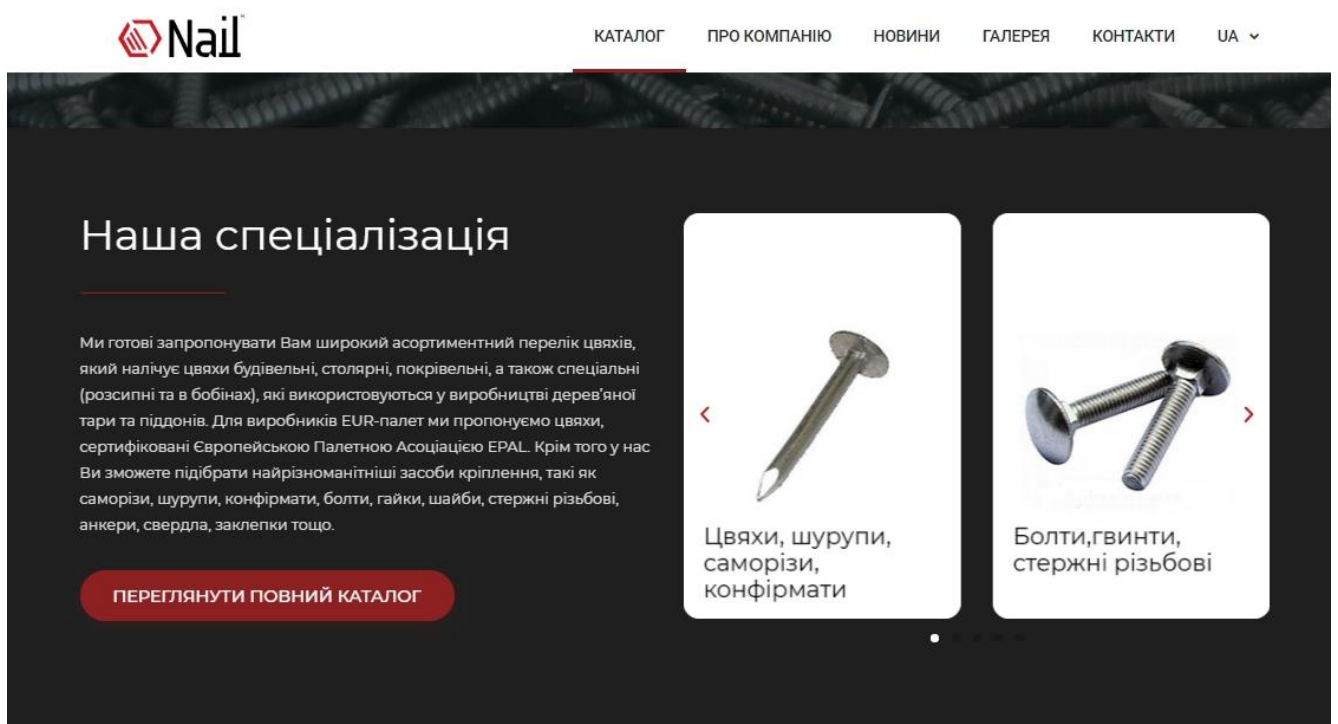 Nail
КАТАЛОГ ПРО КОМПАНІЮ НОВИНИ ГАЛЕРЕЯ КОНТАКТИ UA
Наша спеціалізація
Ми готові запропонувати Вам широкий асортиментний перелік цвяхів,
який налічує цвяхи будівельні, столярні, покрівельні, а також спеціальні
(розсипні та в бобінах), які використовуються у виробництві дерев’яної
тари та піддонів. Для виробників EUR-палет ми пропонуємо цвяхи,
сертифіковані Європейською Палетною Асоціацією EPAL. Крім того у нас
Ви зможете підібрати найрізноманітніші засоби кріплення, такі як
саморізи, шурупи, конфірмати, болти, гайки, шайби, стержні різьбові,
анкери, свердла, заклепки тощо.
ПЕРЕГЛЯНУТИ ПОВНИЙ КАТАЛОГ
Цвяхи, шурупи,
саморізи,
конфірмати
Болти,гвинти,
стержні різьбові